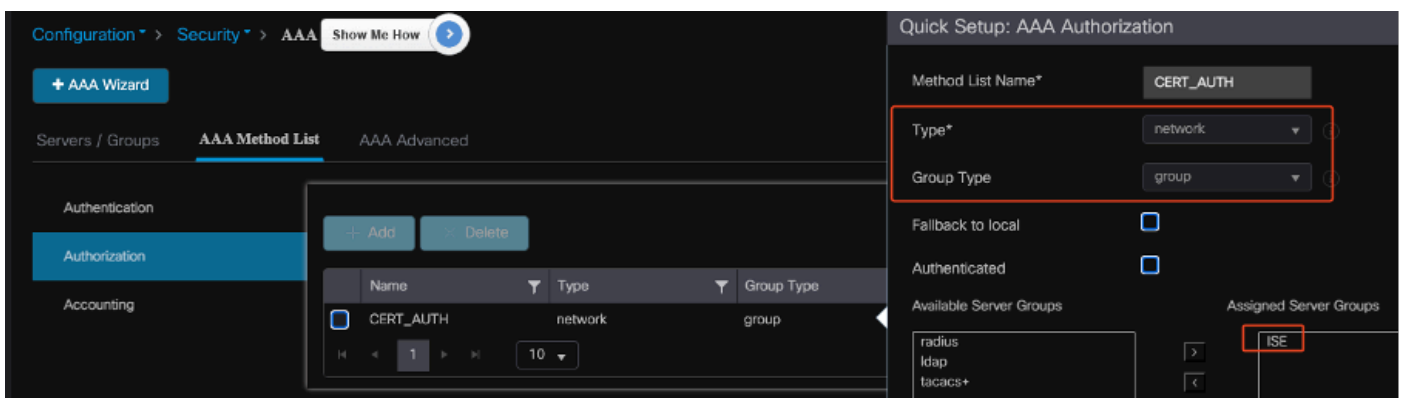 Configuration > Security > AAA Show Me How
+ AAA Wizard
Servers / Groups AAA Method List AAA Advanced
Authentication
Authorization
Accounting
+ Add × Delete
Name Type Group Type
CERT_AUTH network group
1 10
Quick Setup: AAA Authorization
Method List Name* CERT_AUTH
Type* network
Group Type group
Fallback to local
Authenticated
Available Server Groups Assigned Server Groups
radius ISE
ldap
tacacs+